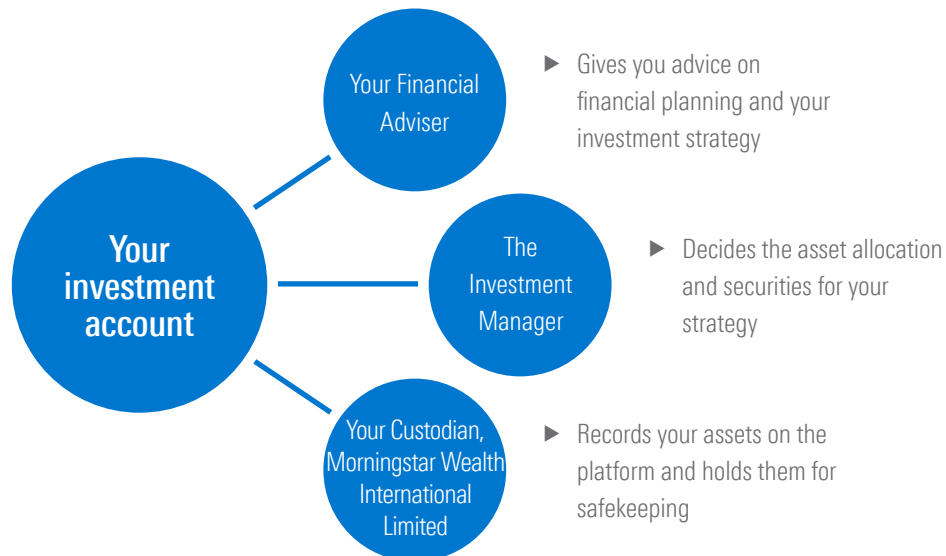 Your Financial
Adviser
▶ Gives you advice on
financial planning and your
investment strategy
Your
investment
account
The
Investment
Manager
▶ Decides the asset allocation
and securities for your
strategy
Your Custodian,
Morningstar Wealth
International
Limited
▶ Records your assets on the
platform and holds them for
safekeeping